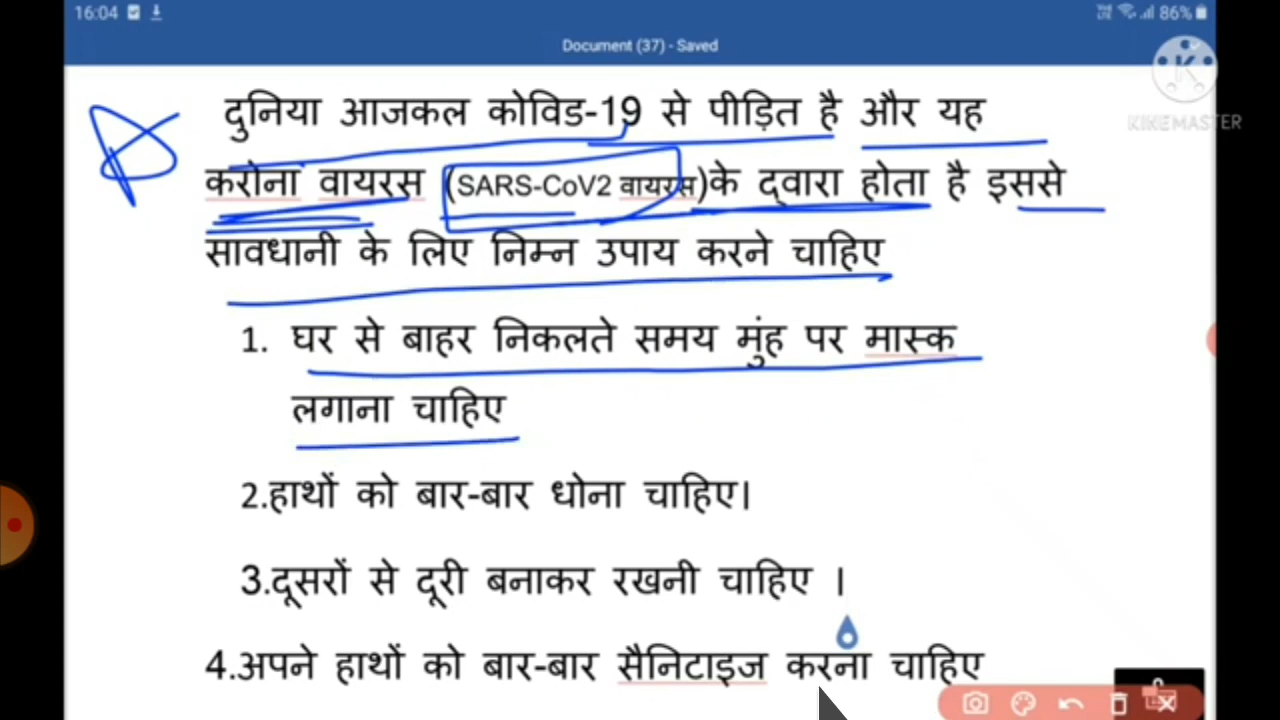 16:04 86%
Document (37) - Saved
KINEMASTER
दुनिया आजकल कोविड-19 से पीड़ित है और यह
करोना वायरस (SARS-CoV2 वायरस)के द्वारा होता है इससे
सावधानी के लिए निम्न उपाय करने चाहिए
1. घर से बाहर निकलते समय मुंह पर मास्क
लगाना चाहिए
2.हाथों को बार-बार धोना चाहिए।
3.दूसरों से दूरी बनाकर रखनी चाहिए ।
4.अपने हाथों को बार-बार सैनिटाइज करना चाहिए